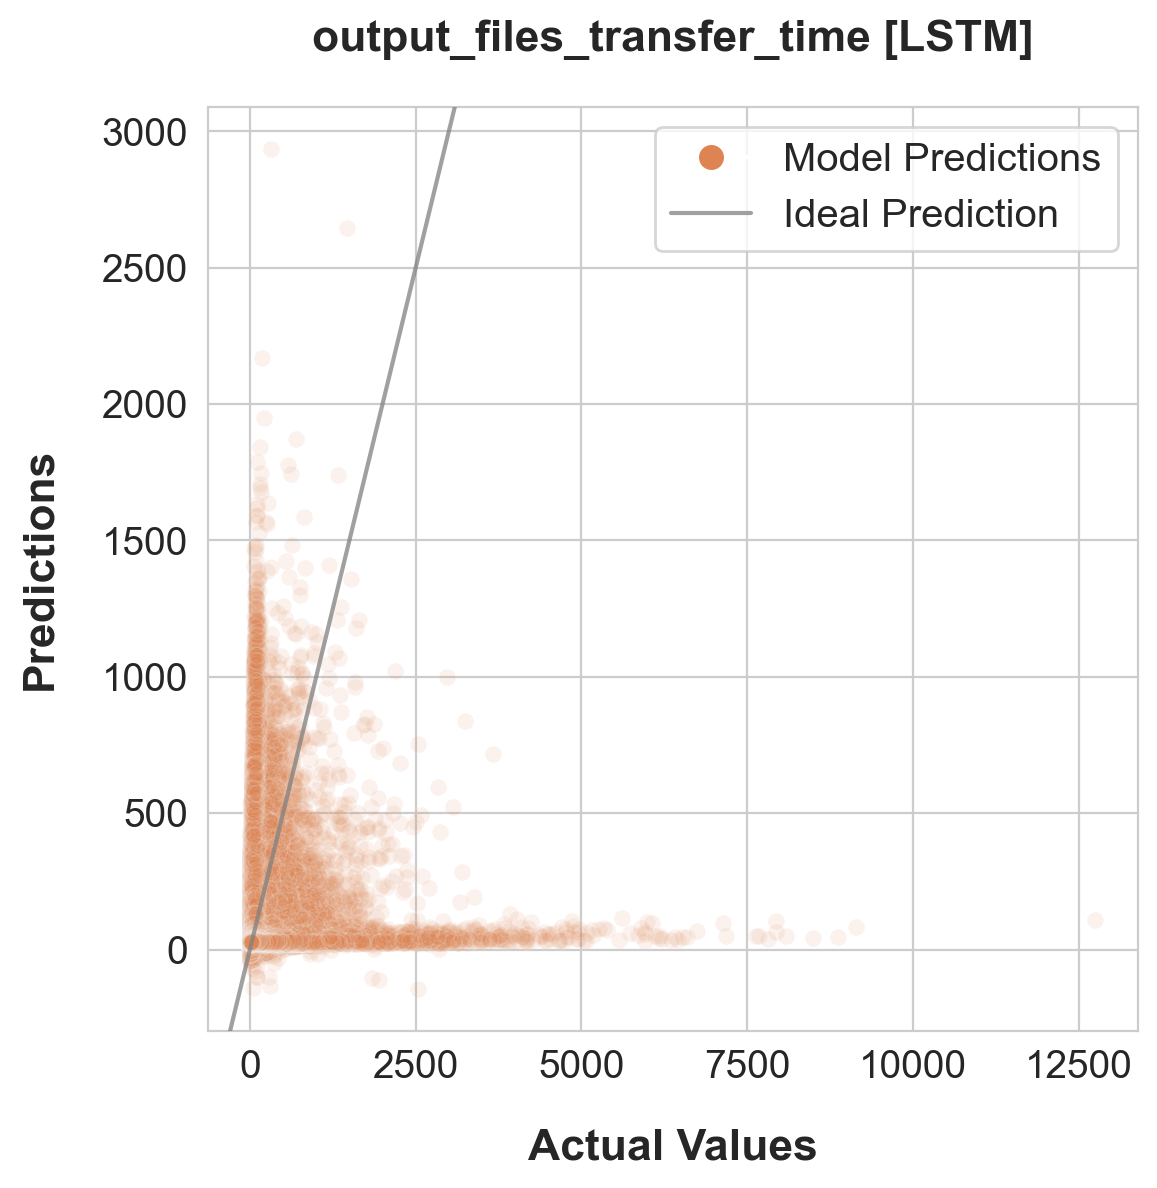 output_files_transfer_time [LSTM]
Model Predictions
Ideal Prediction
3000
2500
2000
1500
1000
500
0
Predictions
0 2500 5000 7500 10000 12500
Actual Values